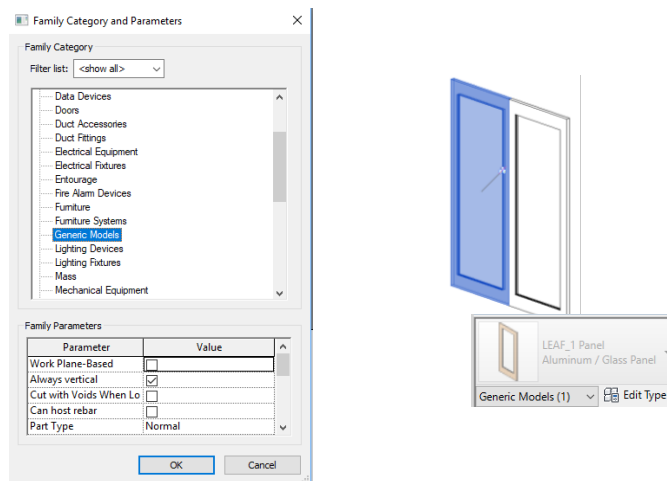 Family Category and Parameters
Family Category
Filter list: <show all>
Data Devices
Doors
Duct Accessories
Duct Fittings
Electrical Equipment
Electrical Fixtures
Entourage
Fire Alarm Devices
Furniture
Furniture Systems
Generic Models
Lighting Devices
Lighting Fixtures
Mass
Mechanical Equipment
Family Parameters
Parameter Value
Work Plane-Based
Always vertical
Cut with Voids When Lo
Can host rebar
Part Type Normal
OK Cancel
LEAF_1 Panel
Aluminum / Glass Panel
Generic Models (1) Edit Type